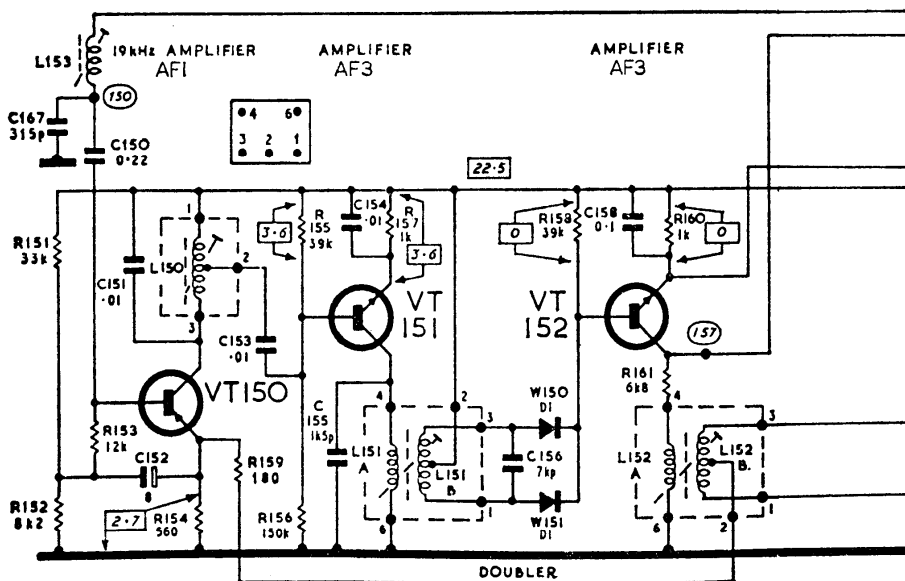 19kHz AMPLIFIER
AF1
AMPLIFIER
AF3
AMPLIFIER
AF3
L153
150
C167
315p
C150
0·22
4 6
3 2 1
22·5
R151
33k
C151
·01
1
L150
2
3
3·6
R
155
39k
C154
·01
R
157
1k
3·6
0
R158
39k
C158
0·1
R160
1k
0
C153
·01
VT
151
VT
152
157
VT150
R161
6k8
R153
12k
C152
8
R159
180
C
155
1k5p
4
2
3
L151
A
L151
B
6
1
W150
D1
C156
7kp
W151
D1
4
3
L152
A
L152
B.
6
2
1
R152
8k2
2·7
R154
560
R156
150k
DOUBLER